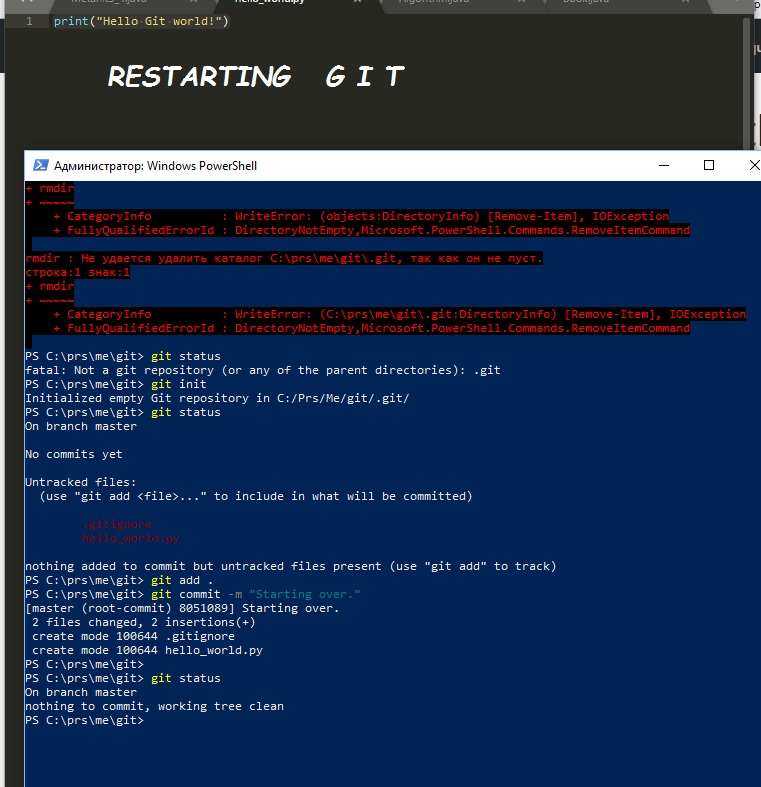 hello_world.py
1 print("Hello Git world!")
RESTARTING G I T
Администратор: Windows PowerShell
+ rmdir
+ ~~~~~
+ CategoryInfo : WriteError: (objects:DirectoryInfo) [Remove-Item], IOException
+ FullyQualifiedErrorId : DirectoryNotEmpty,Microsoft.PowerShell.Commands.RemoveItemCommand
rmdir : Не удается удалить каталог C:\prs\me\git\.git, так как он не пуст.
строка:1 знак:1
+ rmdir
+ ~~~~~
+ CategoryInfo : WriteError: (C:\prs\me\git\.git:DirectoryInfo) [Remove-Item], IOException
+ FullyQualifiedErrorId : DirectoryNotEmpty,Microsoft.PowerShell.Commands.RemoveItemCommand
PS C:\prs\me\git> git status
fatal: Not a git repository (or any of the parent directories): .git
PS C:\prs\me\git> git init
Initialized empty Git repository in C:/Prs/Me/git/.git/
PS C:\prs\me\git> git status
On branch master
No commits yet
Untracked files:
(use "git add <file>..." to include in what will be committed)
.gitignore
hello_world.py
nothing added to commit but untracked files present (use "git add" to track)
PS C:\prs\me\git> git add .
PS C:\prs\me\git> git commit -m "Starting over."
[master (root-commit) 8051089] Starting over.
2 files changed, 2 insertions(+)
create mode 100644 .gitignore
create mode 100644 hello_world.py
PS C:\prs\me\git>
PS C:\prs\me\git> git status
On branch master
nothing to commit, working tree clean
PS C:\prs\me\git>